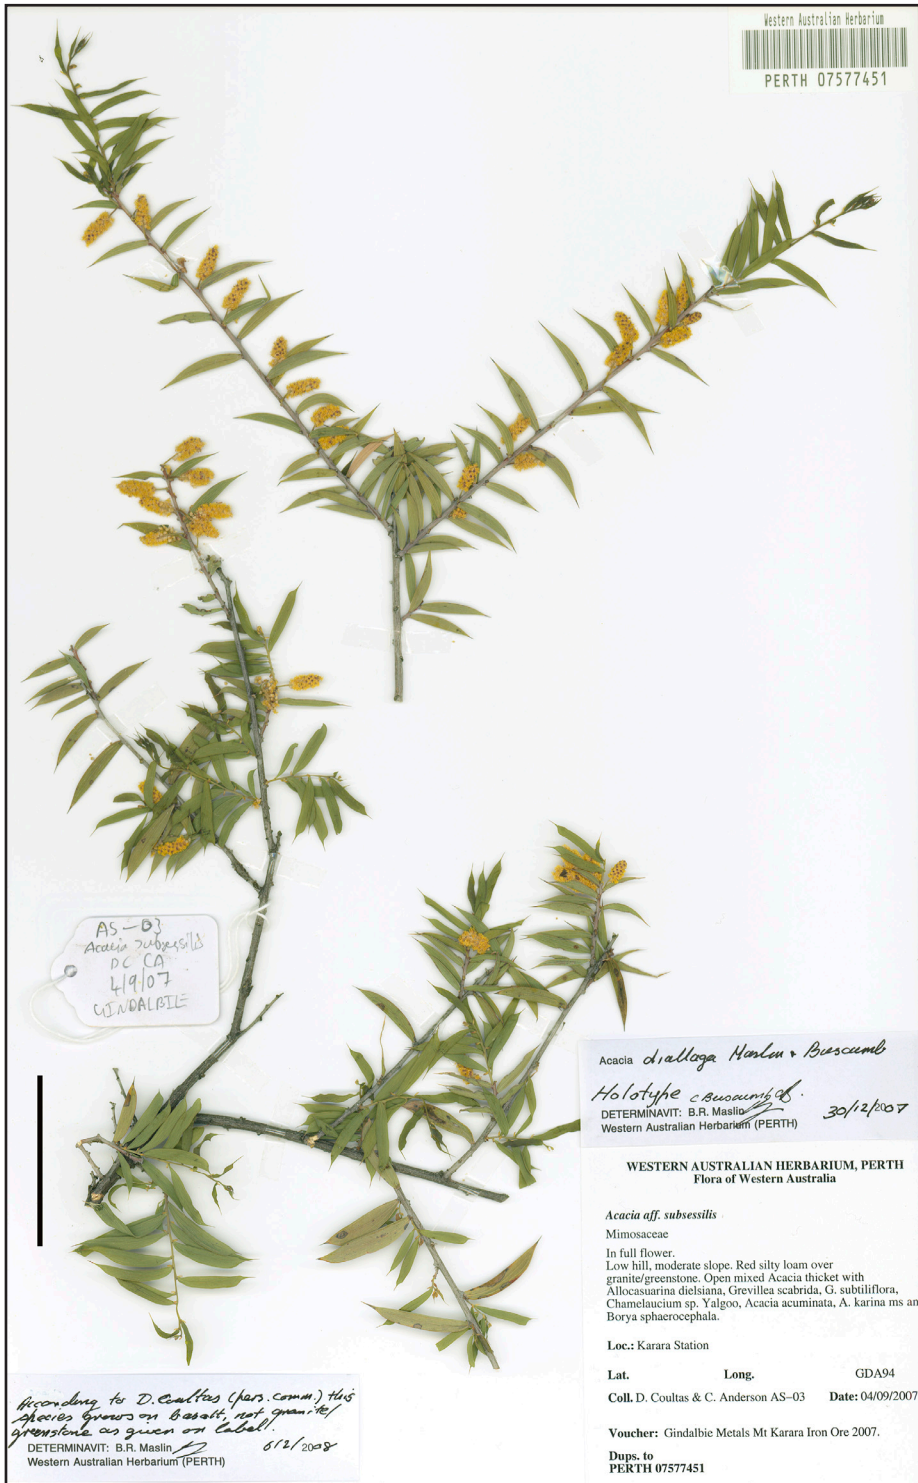 Western Australian Herbarium
PERTH 07577451
AS-03
Acacia subsessilis
DC CA
4/9/07
GINDALBIE
Acacia diallaga Maslin & Buscumb
Holotype C Buscumb
DETERMINAVIT: B.R. Maslin
30/12/2007
Western Australian Herbarium (PERTH)
WESTERN AUSTRALIAN HERBARIUM, PERTH
Flora of Western Australia
Acacia aff. subsessilis
Mimosaceae
In full flower.
Low hill, moderate slope. Red silty loam over
granite/greenstone. Open mixed Acacia thicket with
Allocasuarina dielsiana, Grevillea scabrida, G. subtiliflora,
Chamelaucium sp. Yalgoo, Acacia acuminata, A. karina ms an
Borya sphaerocephala.
Loc.: Karara Station
Lat. Long. GDA94
Coll. D. Coultas & C. Anderson AS–03 Date: 04/09/2007
Voucher: Gindalbie Metals Mt Karara Iron Ore 2007.
Dups. to
PERTH 07577451
According to D. Coultas (pers. comm.) this
species grows on basalt, not granite/
greenstone as given on label.
DETERMINAVIT: B.R. Maslin 6/2/2008
Western Australian Herbarium (PERTH)